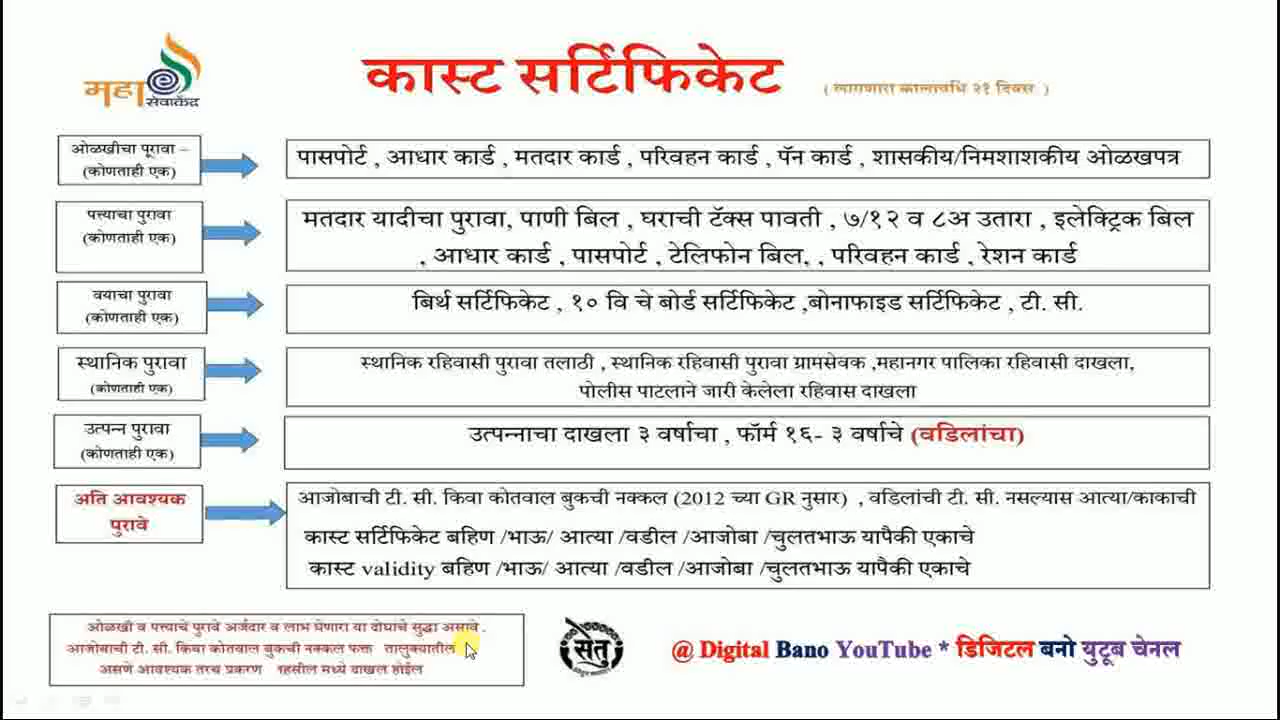 महा सेवाकेंद्र
कास्ट सर्टिफिकेट
( लागणारा कालावधि २१ दिवस )
ओळखीचा पूरावा –
(कोणताही एक)
पासपोर्ट , आधार कार्ड , मतदार कार्ड , परिवहन कार्ड , पॅन कार्ड , शासकीय/निमशाशकीय ओळखपत्र
पत्त्याचा पुरावा
(कोणताही एक)
मतदार यादीचा पुरावा, पाणी बिल , घराची टॅक्स पावती , ७/१२ व ८अ उतारा , इलेक्ट्रिक बिल
, आधार कार्ड , पासपोर्ट , टेलिफोन बिल, , परिवहन कार्ड , रेशन कार्ड
वयाचा पुरावा
(कोणताही एक)
बिर्थ सर्टिफिकेट , १० वि चे बोर्ड सर्टिफिकेट ,बोनाफाइड सर्टिफिकेट , टी. सी.
स्थानिक पुरावा
(कोणताही एक)
स्थानिक रहिवासी पुरावा तलाठी , स्थानिक रहिवासी पुरावा ग्रामसेवक ,महानगर पालिका रहिवासी दाखला,
पोलीस पाटलाने जारी केलेला रहिवास दाखला
उत्पन्न पुरावा
(कोणताही एक)
उत्पन्नाचा दाखला ३ वर्षाचा , फॉर्म १६- ३ वर्षाचे (वडिलांचा)
अति आवश्यक
पुरावे
आजोबाची टी. सी. किवा कोतवाल बुकची नक्कल (2012 च्या GR नुसार) , वडिलांची टी. सी. नसल्यास आत्या/काकाची
कास्ट सर्टिफिकेट बहिण /भाऊ/ आत्या /वडील /आजोबा /चुलतभाऊ यापैकी एकाचे
कास्ट validity बहिण /भाऊ/ आत्या /वडील /आजोबा /चुलतभाऊ यापैकी एकाचे
ओळखी व पत्त्याचे पुरावे अर्जदार व लाभ घेणारा या दोघांचे सुद्धा असावे .
आजोबाची टी. सी. किवा कोतवाल बुकची नक्कल फक्त तालुक्यातील
असणे आवश्यक तरच प्रकरण तहसील मध्ये दाखल होईल
सेतु
@ Digital Bano YouTube * डिजिटल बनो युटूब चेनल